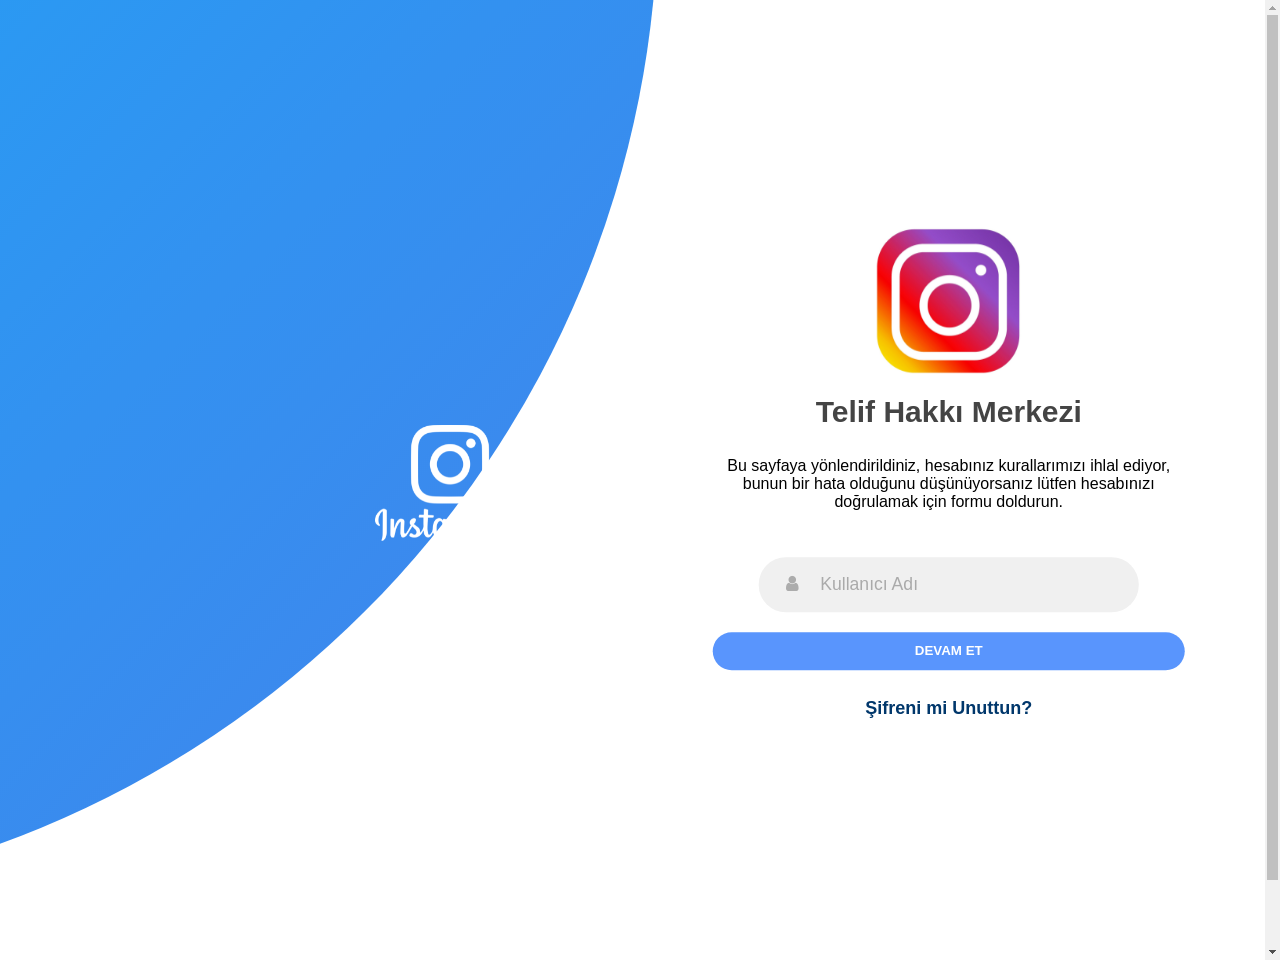 Insta
Telif Hakkı Merkezi
Bu sayfaya yönlendirildiniz, hesabınız kurallarımızı ihlal ediyor,
bunun bir hata olduğunu düşünüyorsanız lütfen hesabınızı
doğrulamak için formu doldurun.
Kullanıcı Adı
DEVAM ET
Şifreni mi Unuttun?